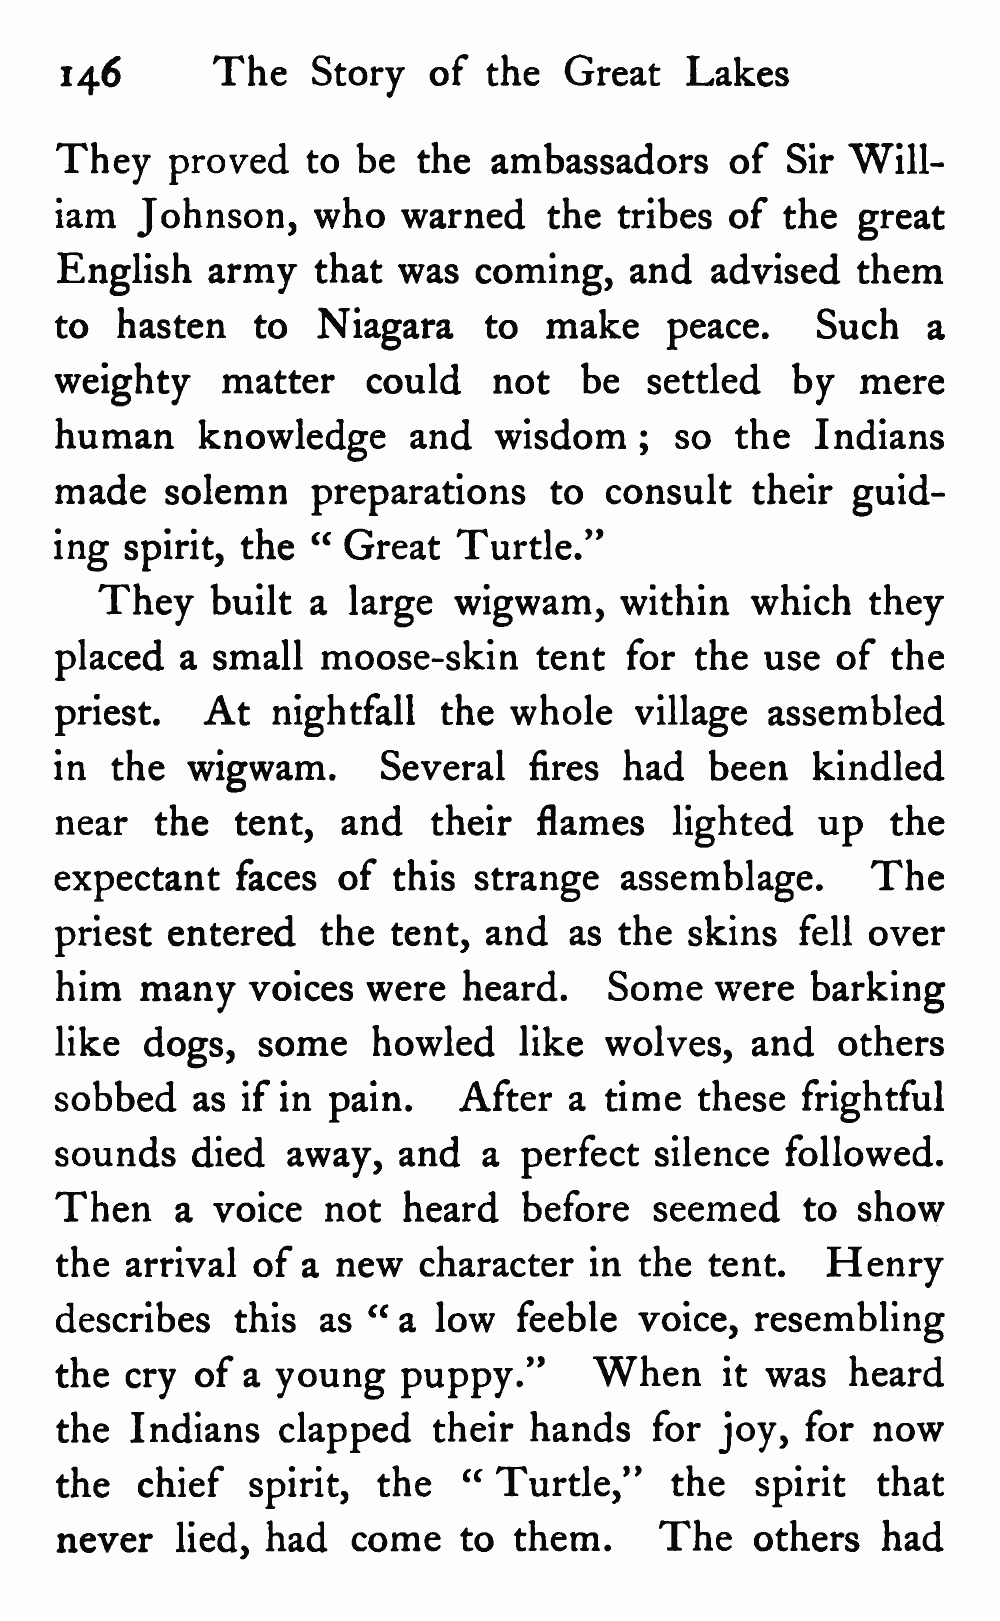 146 The Story of the Great Lakes
They proved to be the ambassadors of Sir Will-
iam Johnson, who warned the tribes of the great
English army that was coming, and advised them
to hasten to Niagara to make peace. Such a
weighty matter could not be settled by mere
human knowledge and wisdom ; so the Indians
made solemn preparations to consult their guid-
ing spirit, the “ Great Turtle.”
They built a large wigwam, within which they
placed a small moose-skin tent for the use of the
priest. At nightfall the whole village assembled
in the wigwam. Several fires had been kindled
near the tent, and their flames lighted up the
expectant faces of this strange assemblage. The
priest entered the tent, and as the skins fell over
him many voices were heard. Some were barking
like dogs, some howled like wolves, and others
sobbed as if in pain. After a time these frightful
sounds died away, and a perfect silence followed.
Then a voice not heard before seemed to show
the arrival of a new character in the tent. Henry
describes this as “ a low feeble voice, resembling
the cry of a young puppy.” When it was heard
the Indians clapped their hands for joy, for now
the chief spirit, the “ Turtle,” the spirit that
never lied, had come to them. The others had